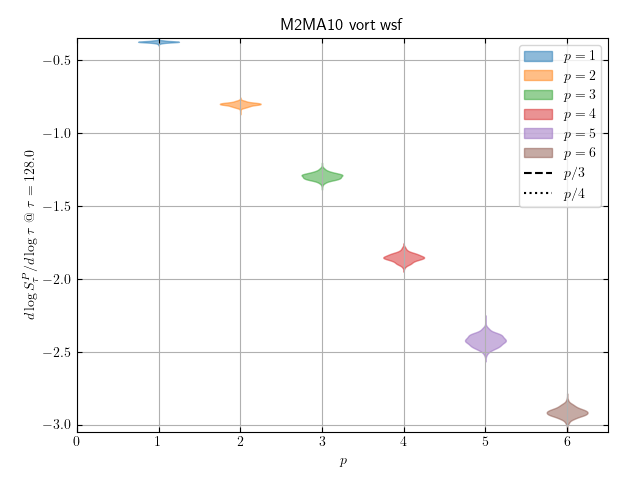 M2MA10 vort wsf
d log S_τ^P / d log τ @ τ = 128.0
−0.5
−1.0
−1.5
−2.0
−2.5
−3.0
0 1 2 3 4 5 6
p
p = 1
p = 2
p = 3
p = 4
p = 5
p = 6
p/3
p/4